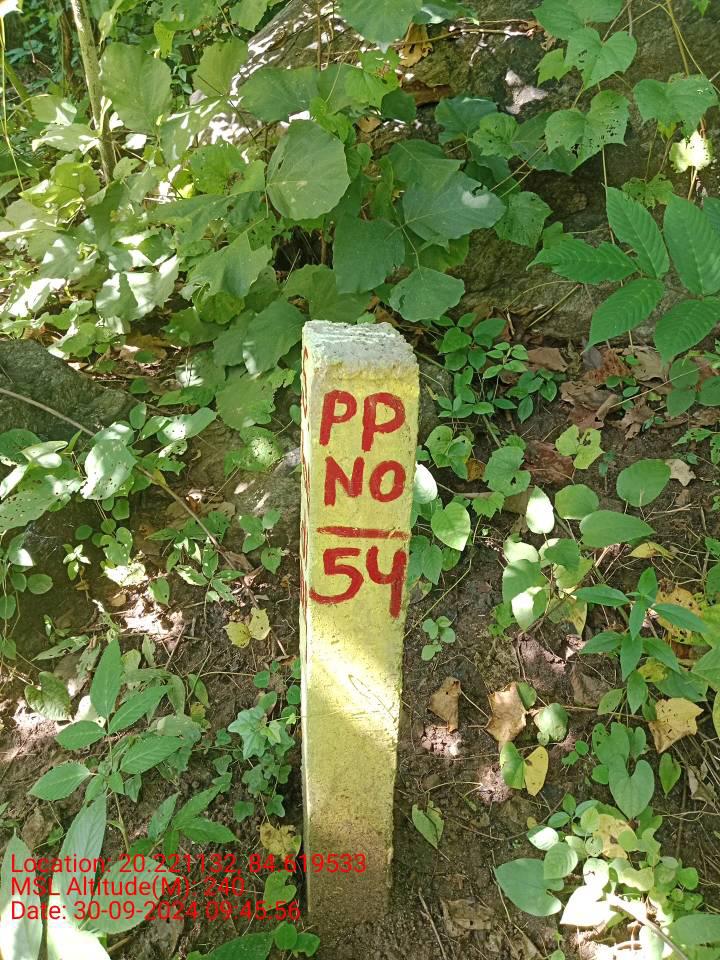 PP
NO
54
Location: 20.221132, 84.619533
MSL Altitude(M): 240
Date: 30-09-2024 09:45:56